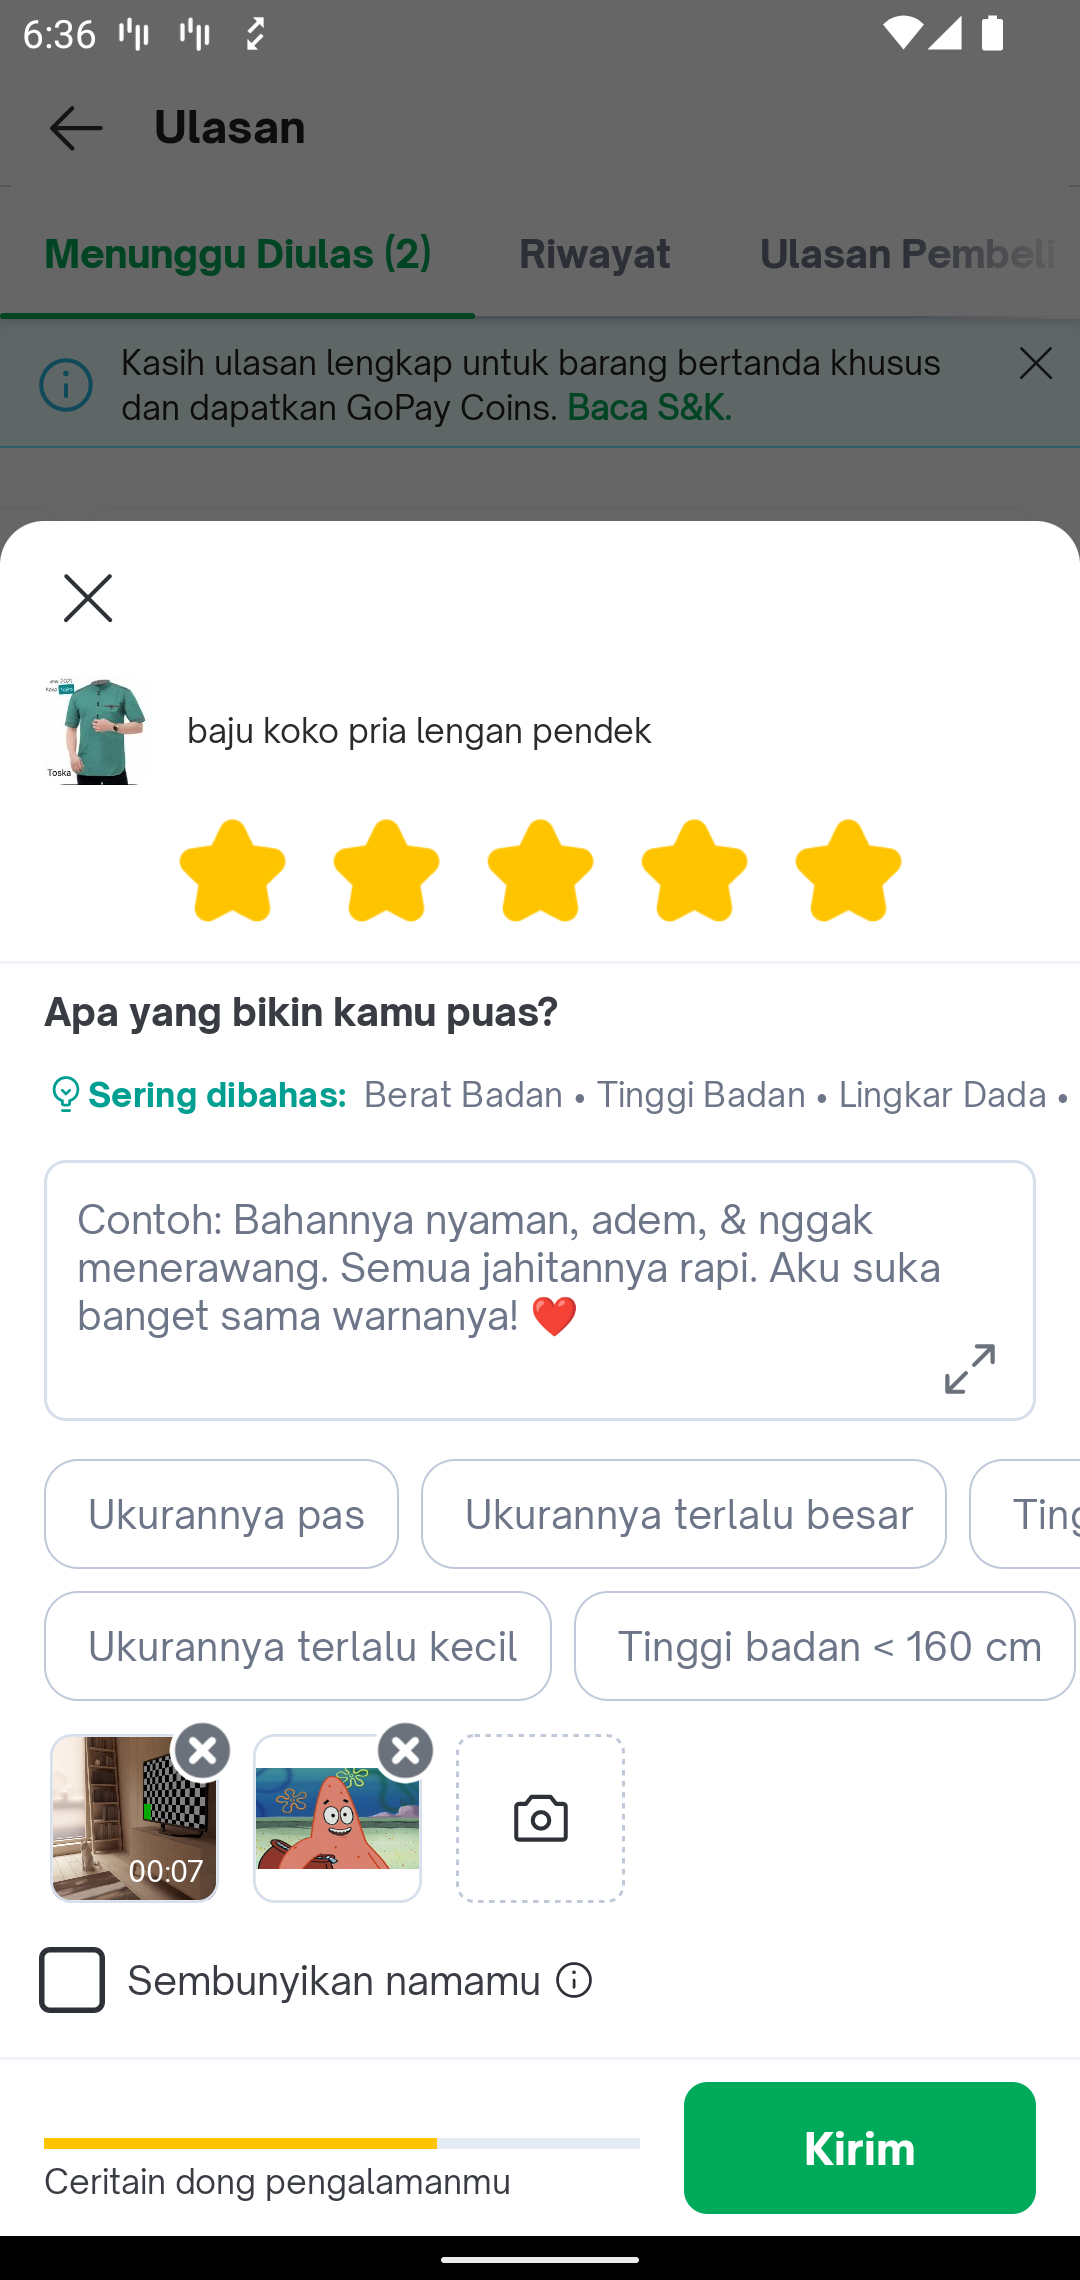 6:36
Ulasan
Menunggu Diulas (2) Riwayat Ulasan Pembeli
Kasih ulasan lengkap untuk barang bertanda khusus
dan dapatkan GoPay Coins. Baca S&K.
Toska
baju koko pria lengan pendek
Apa yang bikin kamu puas?
Sering dibahas: Berat Badan • Tinggi Badan • Lingkar Dada •
Contoh: Bahannya nyaman, adem, & nggak
menerawang. Semua jahitannya rapi. Aku suka
banget sama warnanya! ❤️
Ukurannya pas Ukurannya terlalu besar
Ukurannya terlalu kecil Tinggi badan < 160 cm
00:07
Sembunyikan namamu
Ceritain dong pengalamanmu
Kirim